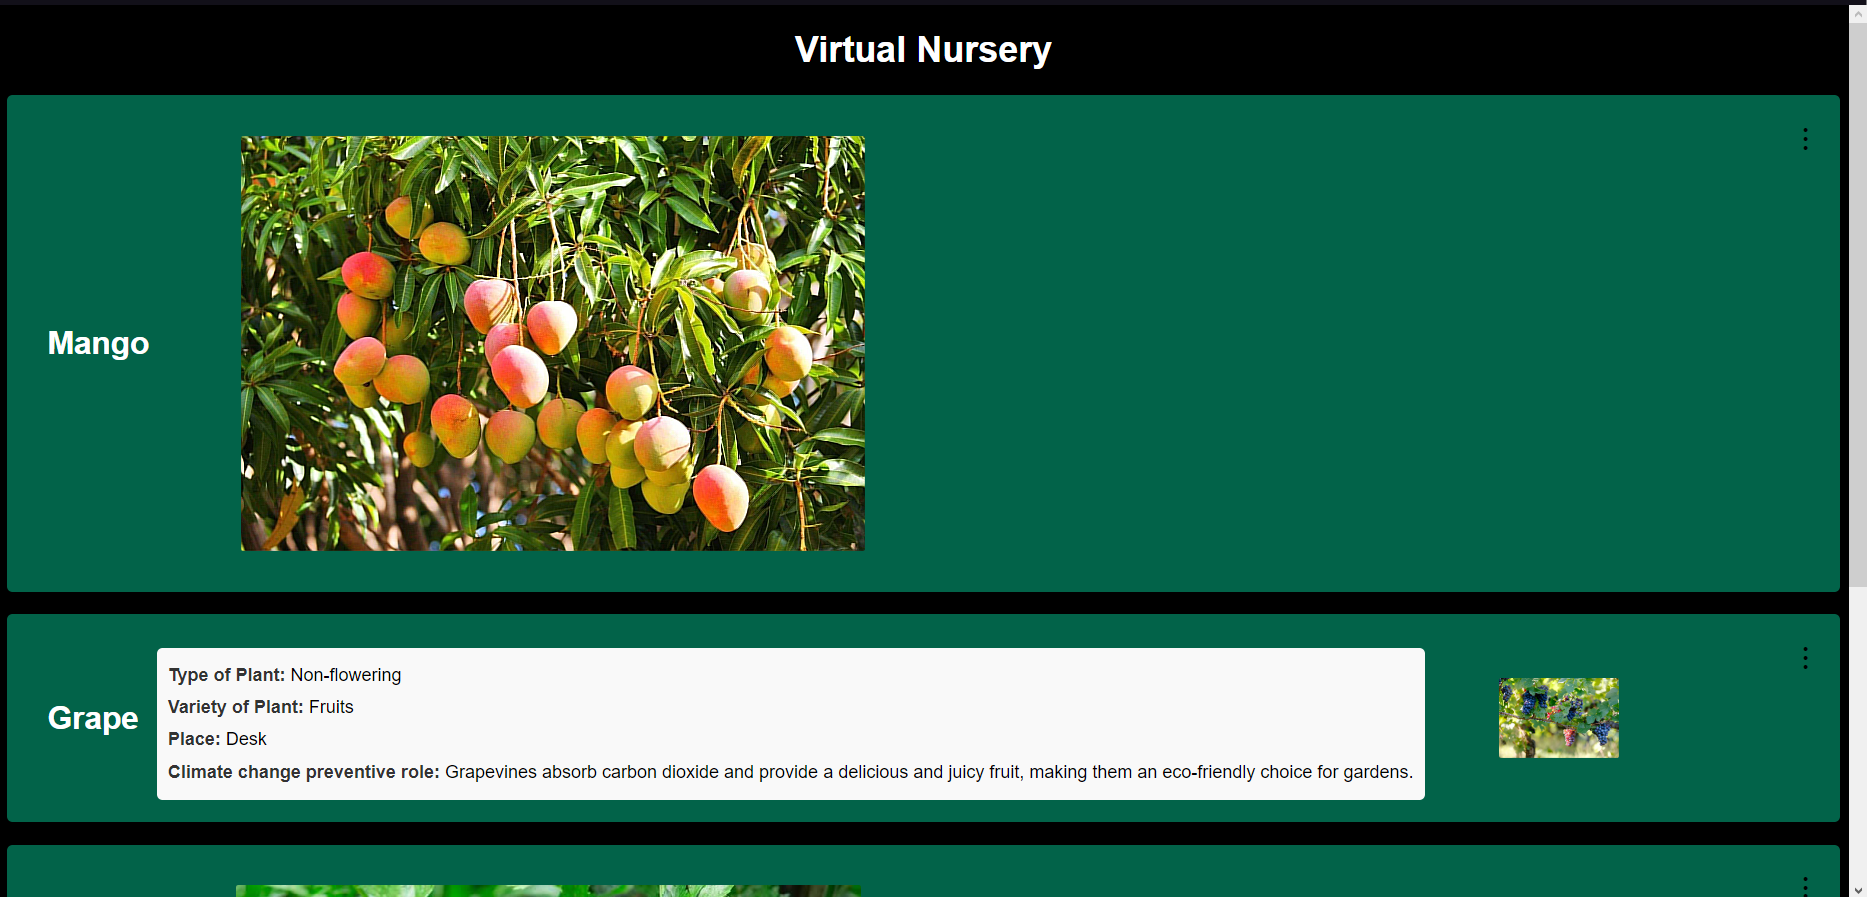 Virtual Nursery
Mango
Grape
Type of Plant: Non-flowering
Variety of Plant: Fruits
Place: Desk
Climate change preventive role: Grapevines absorb carbon dioxide and provide a delicious and juicy fruit, making them an eco-friendly choice for gardens.